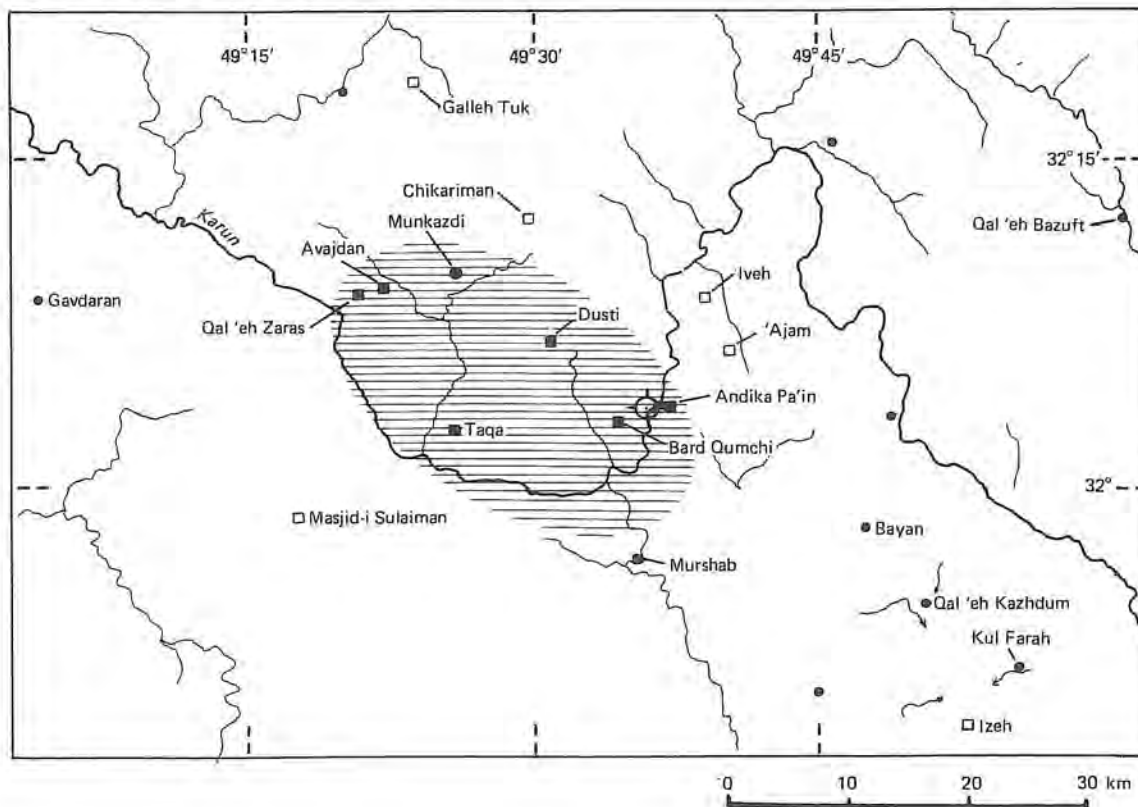 49°15'
49°30'
49°45'
Galleh Tuk
32°15'
Chikariman
Karun
Munkazdi
Qal 'eh Bazuft
Avajdan
Iveh
Gavdaran
Qal 'eh Zaras
Dusti
'Ajam
Andika Pa'in
Taqa
Bard Qumchi
32°
Masjid-i Sulaiman
Bayan
Murshab
Qal 'eh Kazhdum
Kul Farah
Izeh
0 10 20 30 km